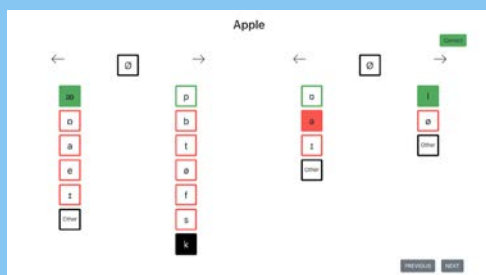 Apple
Correct
← Ø → ← Ø →
æ p l
b ø
a t ɪ Other
e ø Other
ɪ f
Other s
k
PREVIOUS NEXT